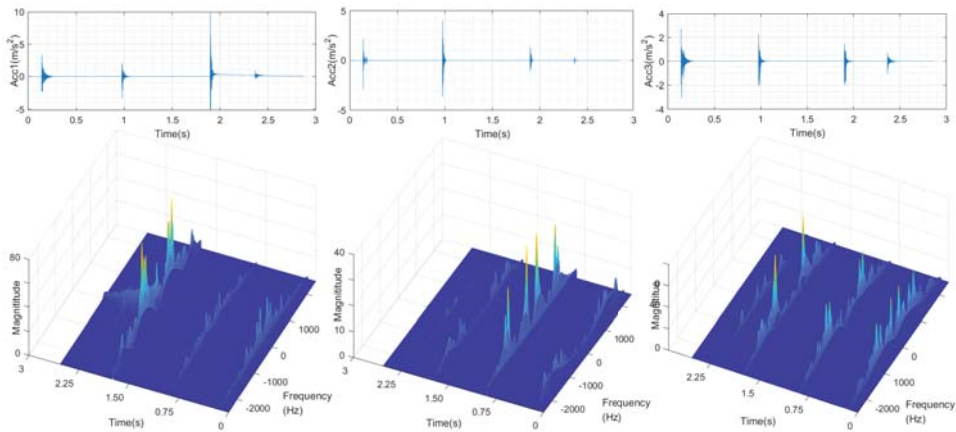 10
5
0
-5
Acc1(m/s²)
0 0.5 1 1.5 2 2.5 3
Time(s)
5
0
-5
Acc2(m/s²)
0 0.5 1 1.5 2 2.5 3
Time(s)
4
2
0
-2
-4
Acc3(m/s²)
0 0.5 1 1.5 2 2.5 3
Time(s)
80
40
0
Magnititude
3 2.25 1.50 0.75 0
Time(s)
1000
0
-1000
-2000
Frequency
(Hz)
40
30
20
10
0
Magnititude
3 2.25 1.50 0.75 0
Time(s)
1000
0
-1000
-2000
Frequency
(Hz)
0
Magnititude
2.25 1.5 0.75 0
Time(s)
0
1000
-2000
Frequency
(Hz)